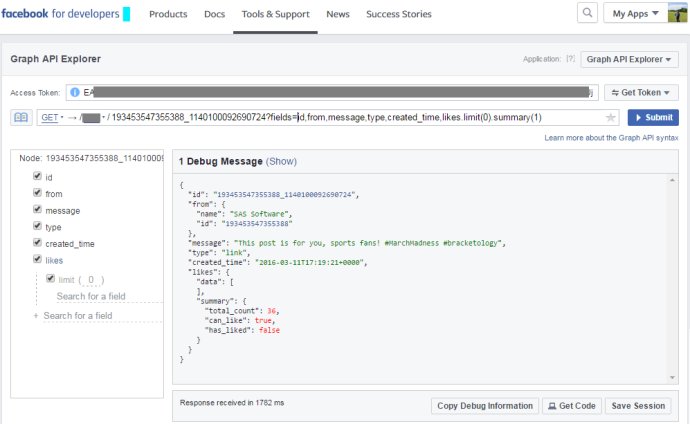 facebook for developers Products Docs Tools & Support News Success Stories My Apps
Graph API Explorer Application: [?] Graph API Explorer
Access Token: EA Get Token
GET → / / 193453547355388_1140100092690724?fields=id,from,message,type,created_time,likes.limit(0).summary(1) Submit
Learn more about the Graph API syntax
Node: 193453547355388_1140100
id
from
message
type
created_time
likes
limit ( 0 )
Search for a field
+ Search for a field
1 Debug Message (Show)
{
"id": "193453547355388_1140100092690724",
"from": {
"name": "SAS Software",
"id": "193453547355388"
},
"message": "This post is for you, sports fans! #MarchMadness #bracketology",
"type": "link",
"created_time": "2016-03-11T17:19:21+0000",
"likes": {
"data": [
],
"summary": {
"total_count": 36,
"can_like": true,
"has_liked": false
}
}
}
Response received in 1782 ms Copy Debug Information Get Code Save Session